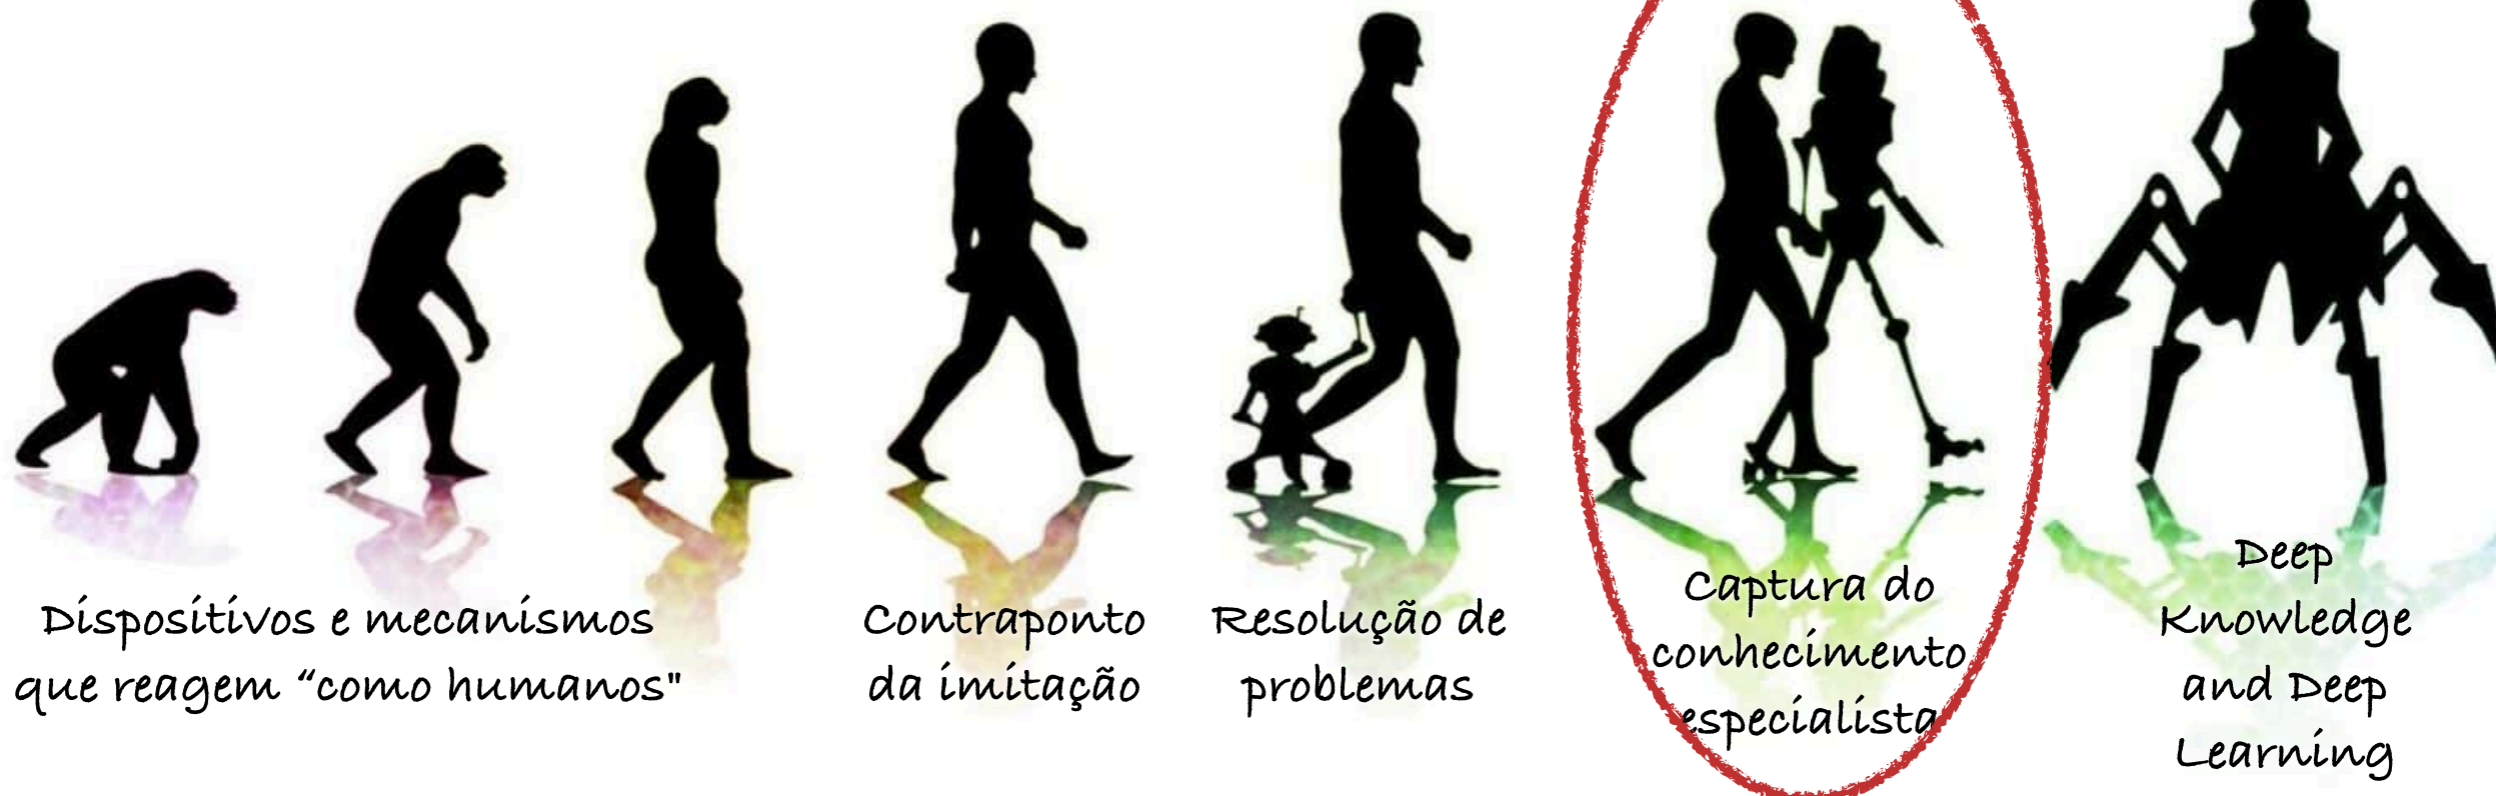 Dispositivos e mecanismos
que reagem “como humanos"
Contraponto
da imitação
Resolução de
problemas
Captura do
conhecimento
especialista
Deep
Knowledge
and Deep
Learning